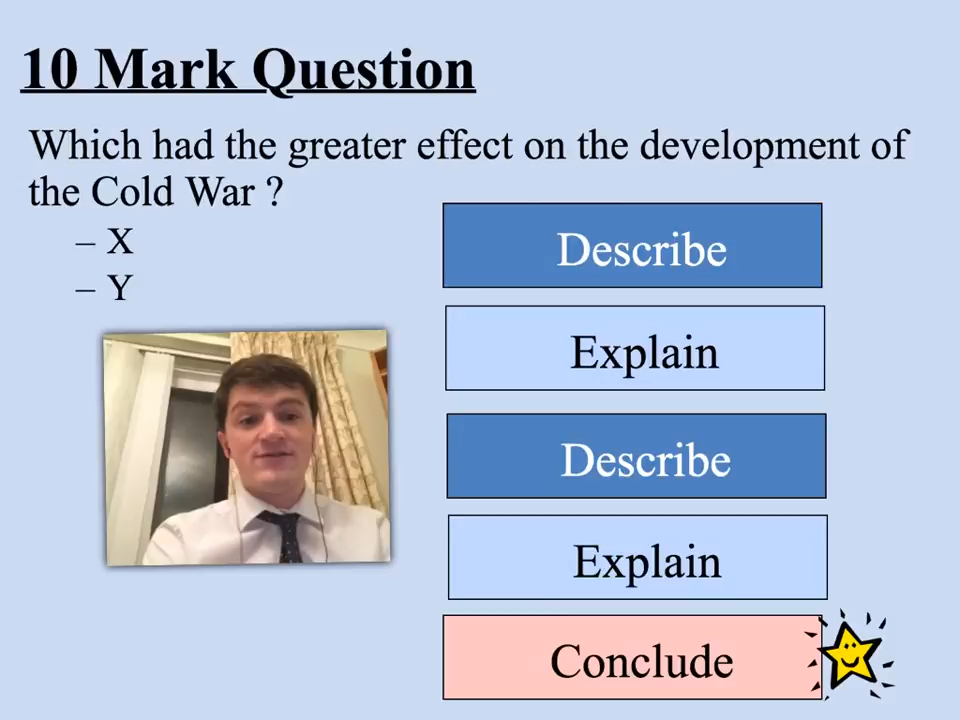 10 Mark Question
Which had the greater effect on the development of
the Cold War ?
– X
– Y
Describe
Explain
Describe
Explain
Conclude